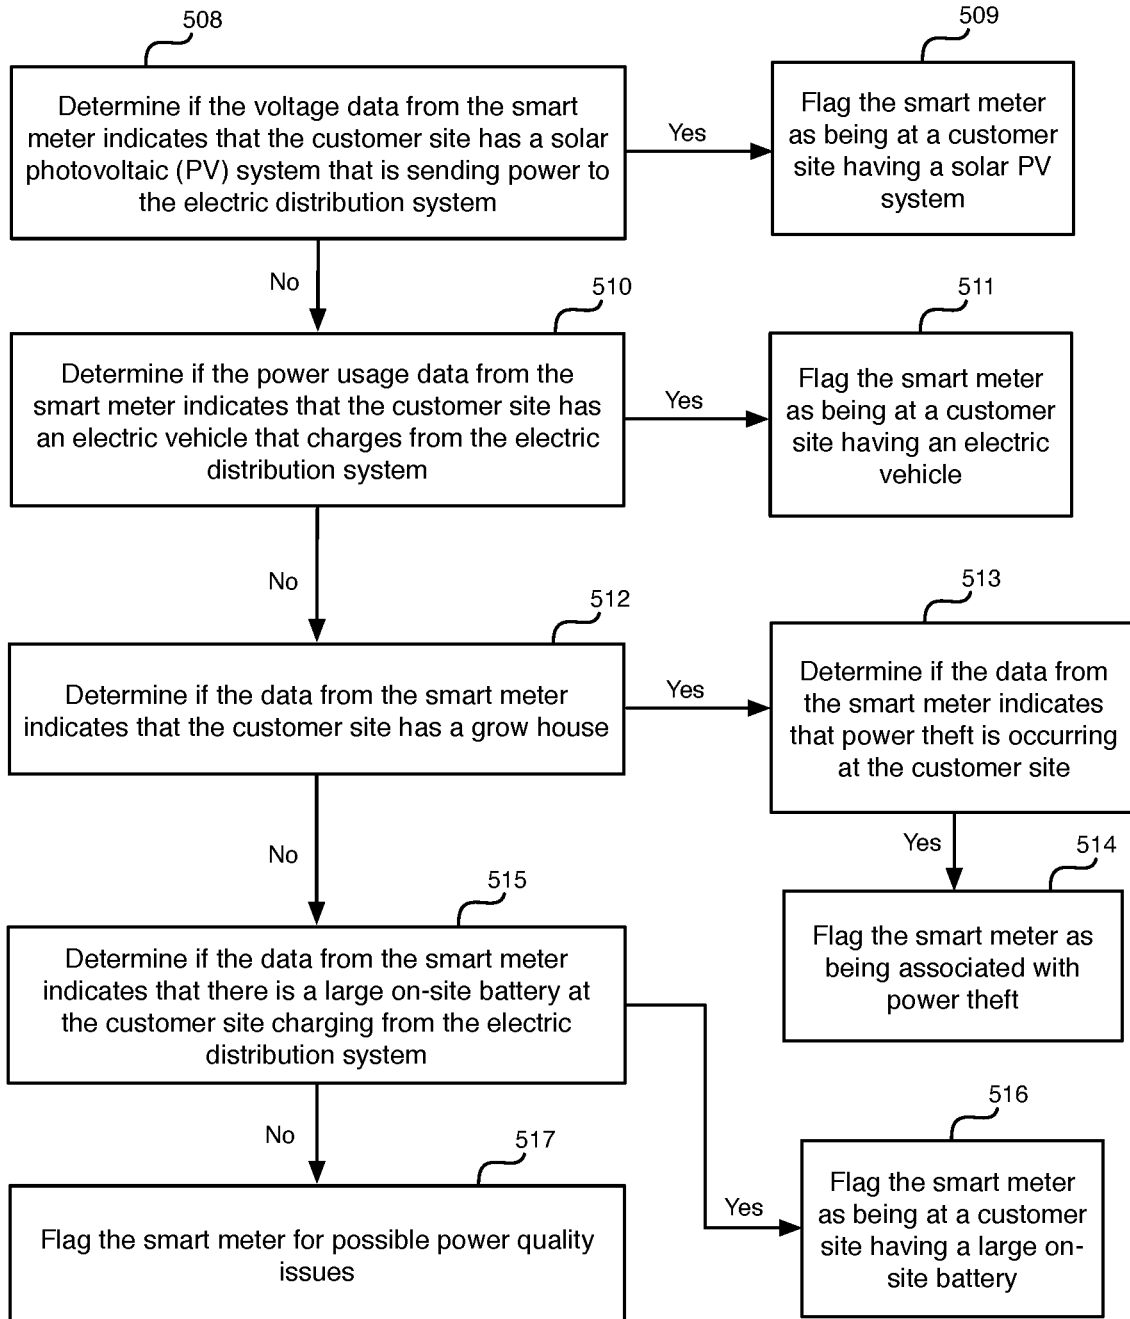 508
Determine if the voltage data from the smart
meter indicates that the customer site has a solar
photovoltaic (PV) system that is sending power to
the electric distribution system
Yes
509
Flag the smart meter
as being at a customer
site having a solar PV
system
No
510
Determine if the power usage data from the
smart meter indicates that the customer site has
an electric vehicle that charges from the electric
distribution system
Yes
511
Flag the smart meter
as being at a customer
site having an electric
vehicle
No
512
Determine if the data from the smart meter
indicates that the customer site has a grow house
Yes
513
Determine if the data from
the smart meter indicates
that power theft is occurring
at the customer site
Yes
514
Flag the smart meter as
being associated with
power theft
No
515
Determine if the data from the smart meter
indicates that there is a large on-site battery at
the customer site charging from the electric
distribution system
Yes
516
Flag the smart meter
as being at a customer
site having a large on-
site battery
No
517
Flag the smart meter for possible power quality
issues